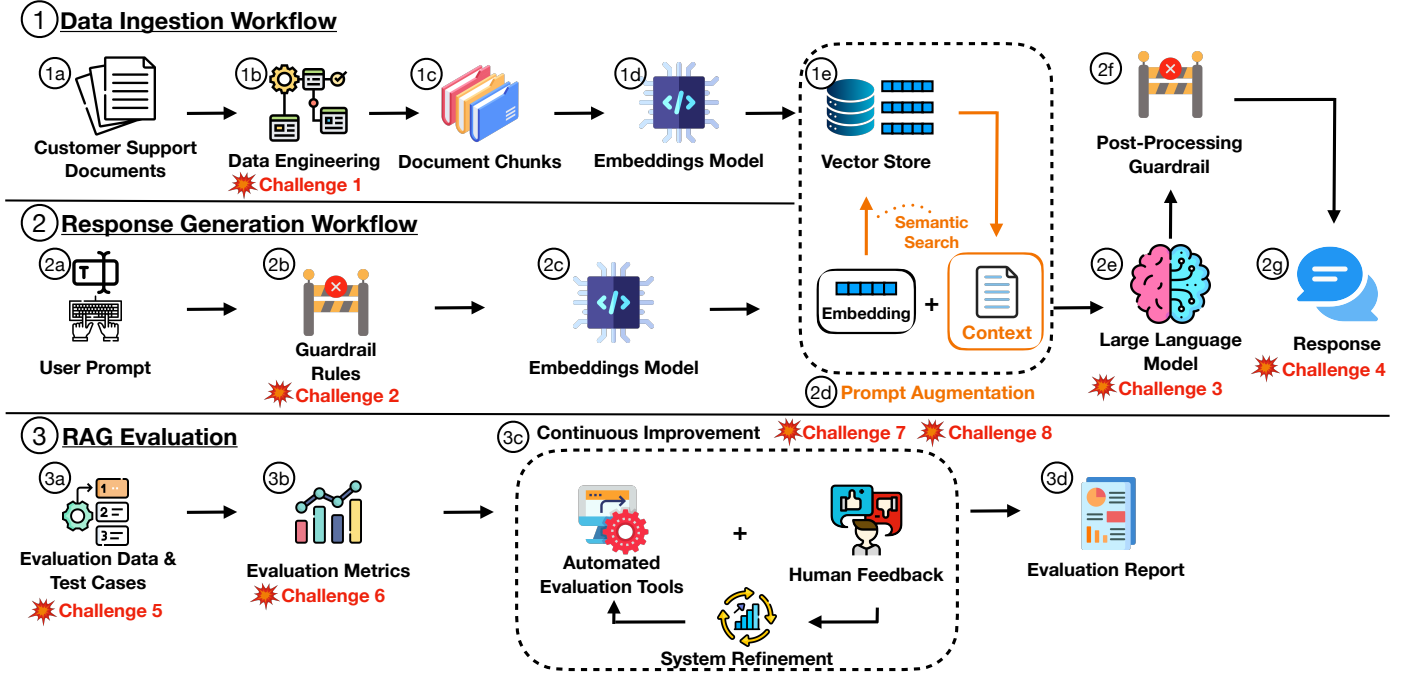 1 Data Ingestion Workflow
1a
1b
1c
1d
1e
2f
Customer Support
Documents
Data Engineering
Challenge 1
Document Chunks
Embeddings Model
Vector Store
Post-Processing
Guardrail
2 Response Generation Workflow
Semantic
Search
2a
T
2b
2c
Embedding
+
Context
2e
2g
User Prompt
Guardrail
Rules
Challenge 2
Embeddings Model
2d Prompt Augmentation
Large Language
Model
Challenge 3
Response
Challenge 4
3 RAG Evaluation
3a
1
2
3
3b
3c Continuous Improvement
Challenge 7
Challenge 8
3d
Evaluation Data &
Test Cases
Challenge 5
Evaluation Metrics
Challenge 6
Automated
Evaluation Tools
+
Human Feedback
System Refinement
Evaluation Report